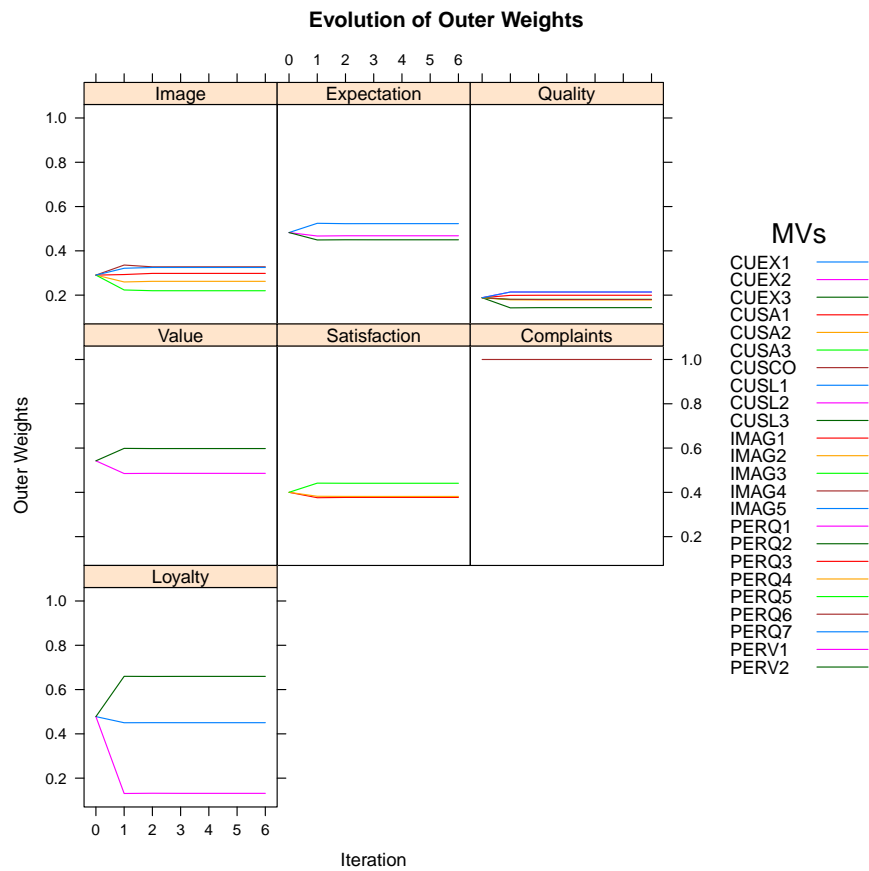 Evolution of Outer Weights
0 1 2 3 4 5 6
Image Expectation Quality
1.0
0.8
0.6
0.4
0.2
Value Satisfaction Complaints
1.0
0.8
0.6
0.4
0.2
Loyalty
1.0
0.8
0.6
0.4
0.2
0 1 2 3 4 5 6
Iteration
Outer Weights
MVs
CUEX1
CUEX2
CUEX3
CUSA1
CUSA2
CUSA3
CUSCO
CUSL1
CUSL2
CUSL3
IMAG1
IMAG2
IMAG3
IMAG4
IMAG5
PERQ1
PERQ2
PERQ3
PERQ4
PERQ5
PERQ6
PERQ7
PERV1
PERV2